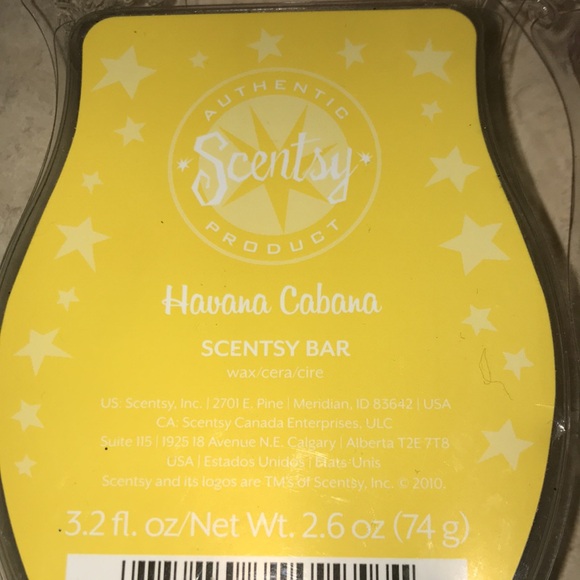 AUTHENTIC
Scentsy
PRODUCT
Havana Cabana
SCENTSY BAR
wax/cera/cire
US: Scentsy, Inc. | 2701 E. Pine | Meridian, ID 83642 | USA
CA: Scentsy Canada Enterprises, ULC
Suite 115 | 1925 18 Avenue N.E. Calgary | Alberta T2E 7T8
USA | Estados Unidos | États-Unis
Scentsy and its logos are TM's of Scentsy, Inc. © 2010.
3.2 fl. oz/Net Wt. 2.6 oz (74 g)